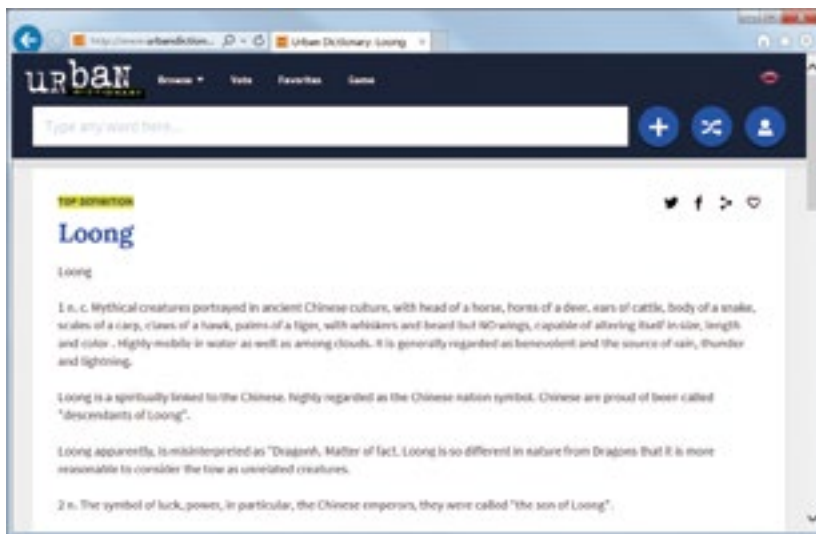 urbandiction...
Urban Dictionary: Loong
urban
DICTIONARY
Browse Vote Favorites Game
Type any word here...
TOP DEFINITION
Loong
Loong
1 n. c. Mythical creatures portrayed in ancient Chinese culture, with head of a horse, horns of a deer, ears of cattle, body of a snake,
scales of a carp, claws of a hawk, palms of a tiger, with whiskers and beard but NO wings, capable of altering itself in size, length
and color . Highly mobile in water as well as among clouds. It is generally regarded as benevolent and the source of rain, thunder
and lightning.
Loong is a spiritually linked to the Chinese. highly regarded as the Chinese nation symbol. Chinese are proud of been called
"descendants of Loong".
Loong apparently, is misinterpreted as "Dragonh. Matter of fact, Loong is so different in nature from Dragons that it is more
reasonable to consider the tow as unrelated creatures.
2 n. The symbol of luck, power, in particular, the Chinese emperors, they were called "the son of Loong".